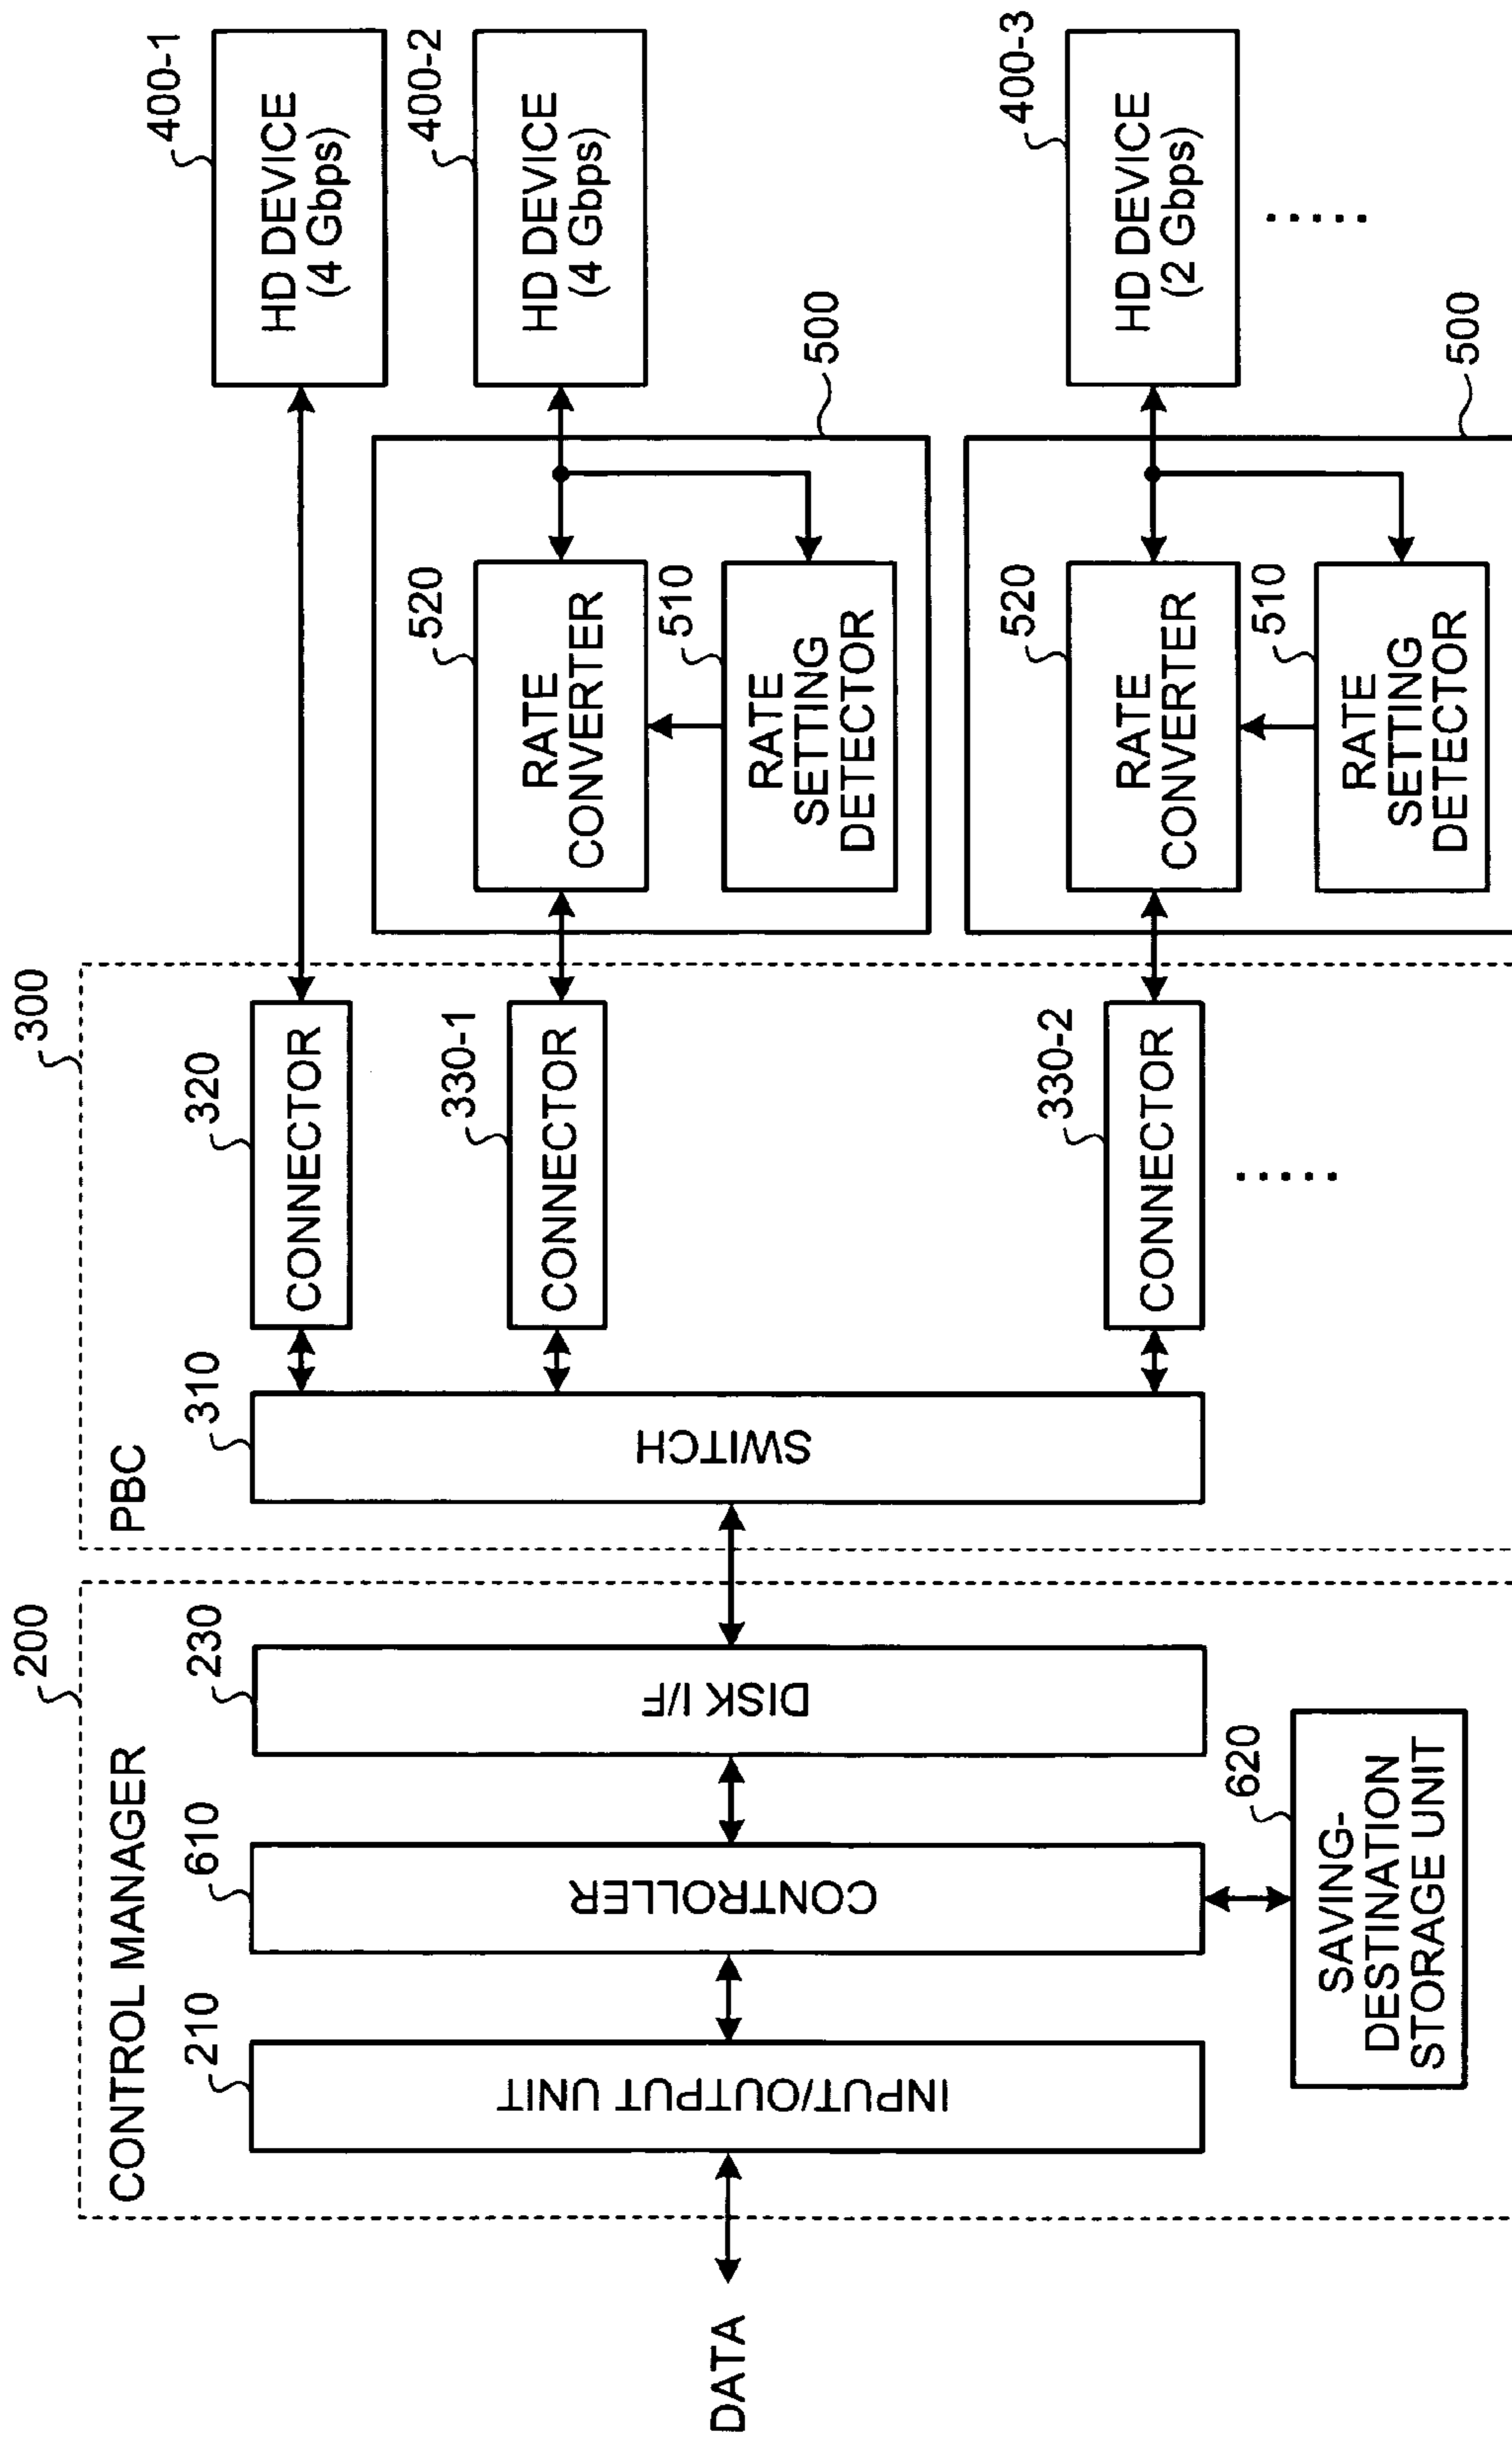 200
CONTROL MANAGER
210
INPUT/OUTPUT UNIT
610
CONTROLLER
230
DISK I/F
620
SAVING-
DESTINATION
STORAGE UNIT
DATA
300
PBC
310
SWITCH
320
CONNECTOR
330-1
CONNECTOR
330-2
CONNECTOR
.....
400-1
HD DEVICE
(4 Gbps)
400-2
HD DEVICE
(4 Gbps)
500
520
RATE
CONVERTER
510
RATE
SETTING
DETECTOR
400-3
HD DEVICE
(2 Gbps)
.....
500
520
RATE
CONVERTER
510
RATE
SETTING
DETECTOR